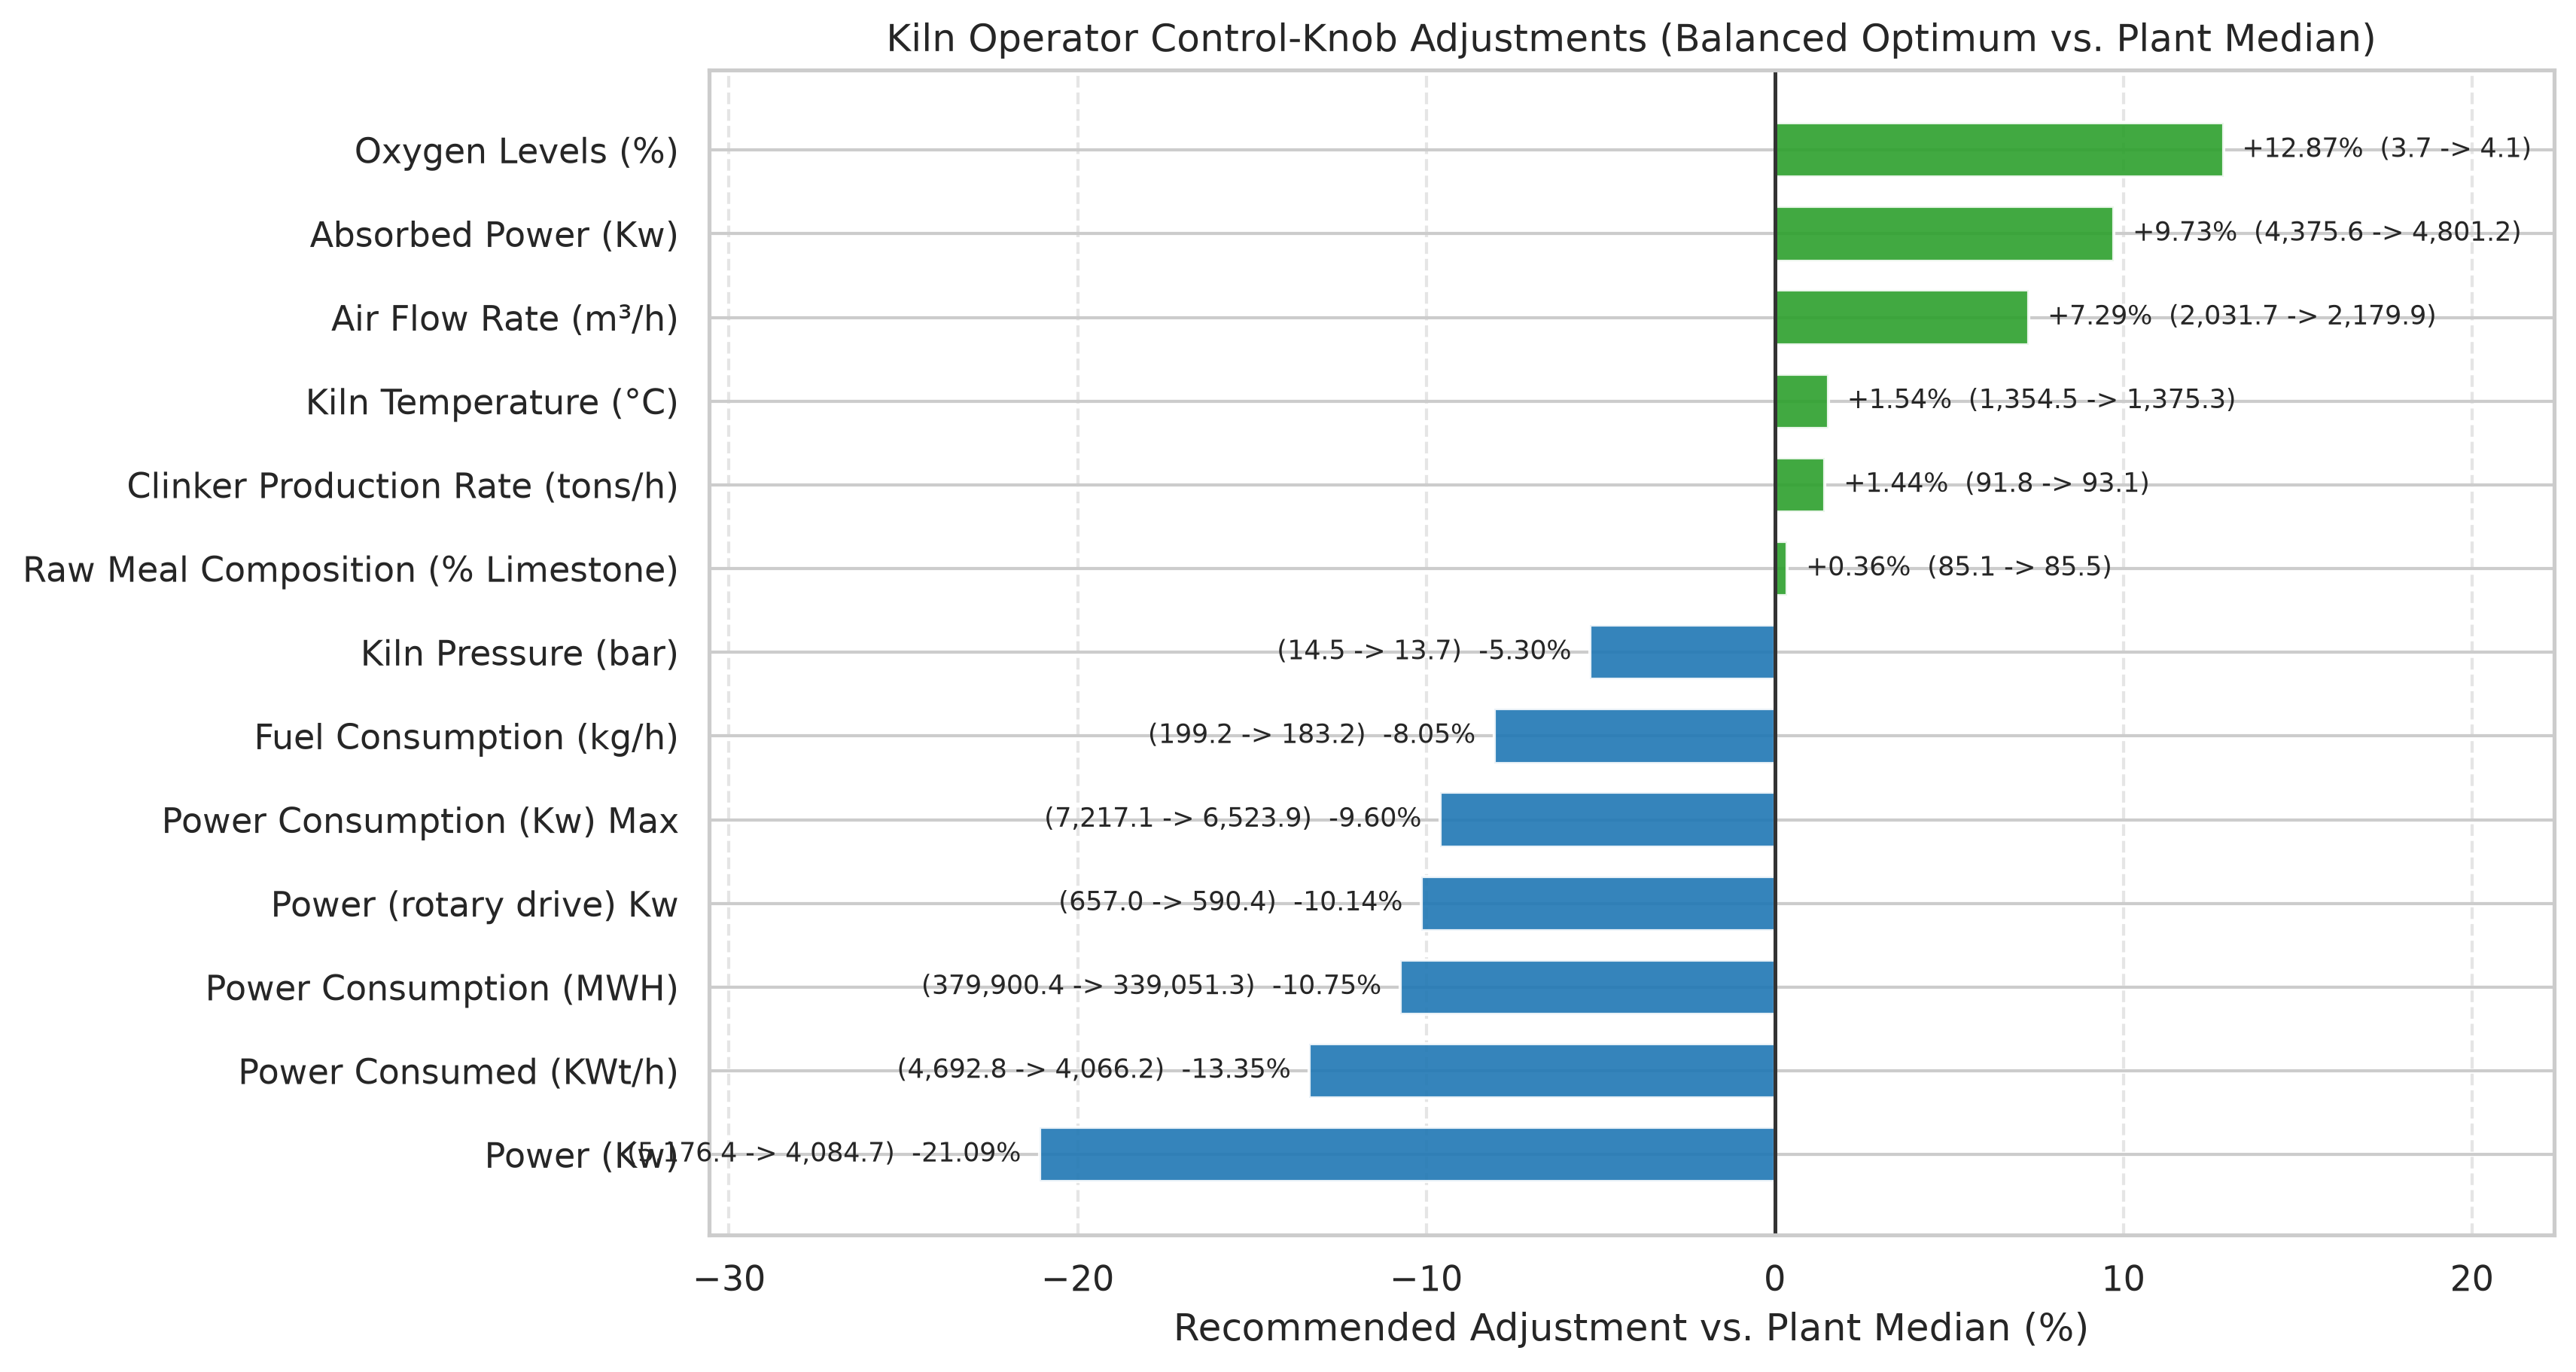 Kiln Operator Control-Knob Adjustments (Balanced Optimum vs. Plant Median)
Oxygen Levels (%) +12.87% (3.7 -> 4.1)
Absorbed Power (Kw) +9.73% (4,375.6 -> 4,801.2)
Air Flow Rate (m³/h) +7.29% (2,031.7 -> 2,179.9)
Kiln Temperature (°C) +1.54% (1,354.5 -> 1,375.3)
Clinker Production Rate (tons/h) +1.44% (91.8 -> 93.1)
Raw Meal Composition (% Limestone) +0.36% (85.1 -> 85.5)
Kiln Pressure (bar) (14.5 -> 13.7) -5.30%
Fuel Consumption (kg/h) (199.2 -> 183.2) -8.05%
Power Consumption (Kw) Max (7,217.1 -> 6,523.9) -9.60%
Power (rotary drive) Kw (657.0 -> 590.4) -10.14%
Power Consumption (MWH) (379,900.4 -> 339,051.3) -10.75%
Power Consumed (KWt/h) (4,692.8 -> 4,066.2) -13.35%
Power (Kw) (5,176.4 -> 4,084.7) -21.09%
−30 −20 −10 0 10 20
Recommended Adjustment vs. Plant Median (%)